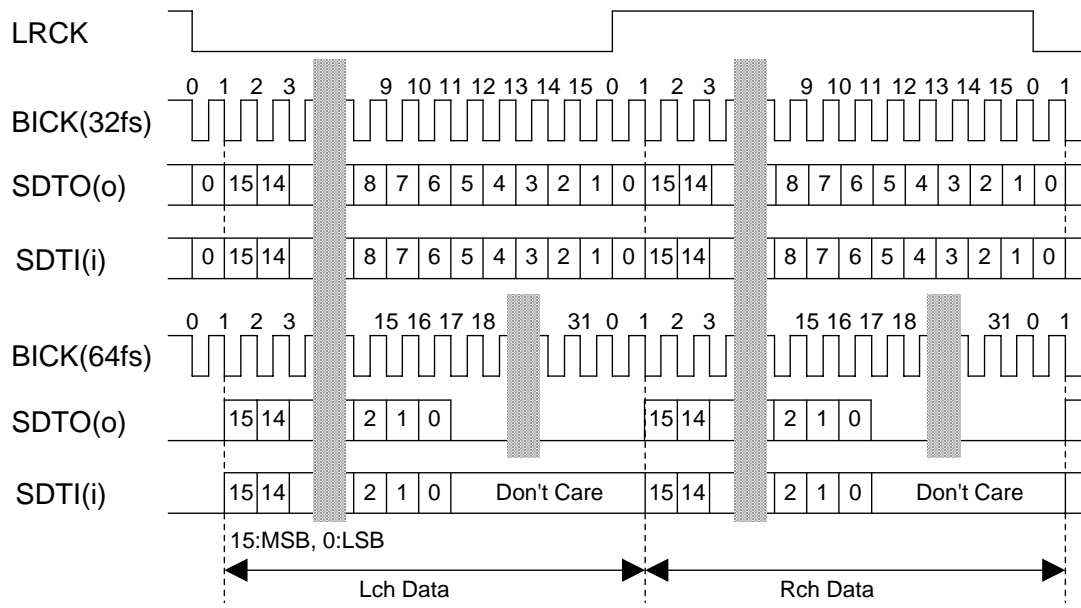 LRCK
0 1 2 3 9 10 11 12 13 14 15 0 1 2 3 9 10 11 12 13 14 15 0 1
BICK(32fs)
SDTO(o) 0 15 14 8 7 6 5 4 3 2 1 0 15 14 8 7 6 5 4 3 2 1 0
SDTI(i) 0 15 14 8 7 6 5 4 3 2 1 0 15 14 8 7 6 5 4 3 2 1 0
0 1 2 3 15 16 17 18 31 0 1 2 3 15 16 17 18 31 0 1
BICK(64fs)
SDTO(o) 15 14 2 1 0 15 14 2 1 0
SDTI(i) 15 14 2 1 0 Don't Care 15 14 2 1 0 Don't Care
15:MSB, 0:LSB
Lch Data Rch Data